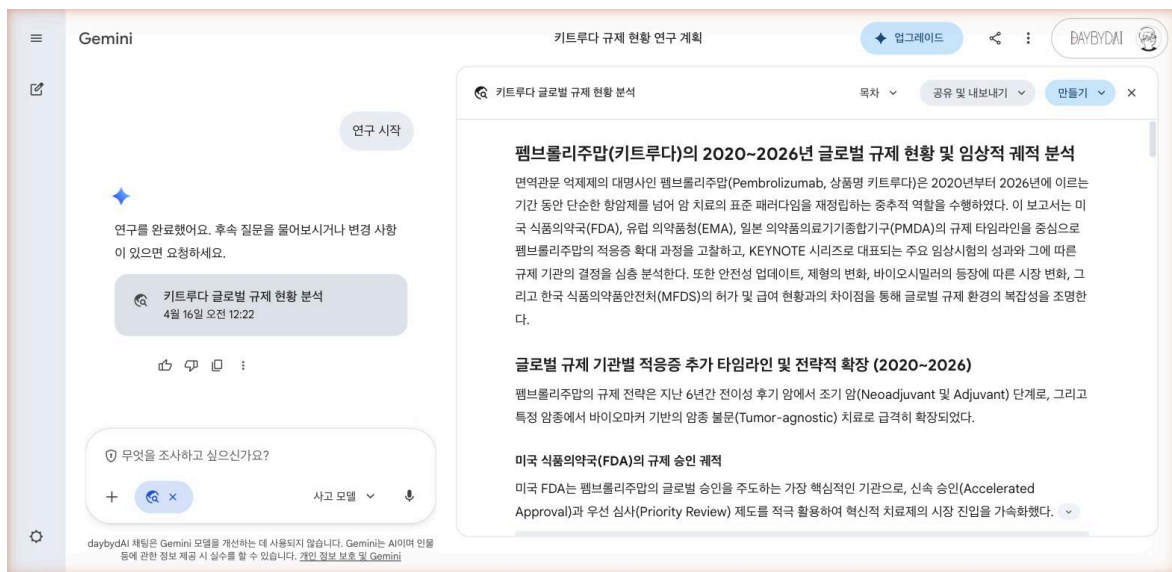 Gemini
키트루다 규제 현황 연구 계획
업그레이드
DAYBYDAI
연구 시작
연구를 완료했어요. 후속 질문을 물어보시거나 변경 사항
이 있으면 요청하세요.
키트루다 글로벌 규제 현황 분석
4월 16일 오전 12:22
무엇을 조사하고 싶으신가요?
사고 모델
daybydAI 채팅은 Gemini 모델을 개선하는 데 사용되지 않습니다. Gemini는 AI이며 인물
등에 관한 정보 제공 시 실수를 할 수 있습니다. 개인 정보 보호 및 Gemini
키트루다 글로벌 규제 현황 분석
목차
공유 및 내보내기
만들기
펨브롤리주맙(키트루다)의 2020~2026년 글로벌 규제 현황 및 임상적 궤적 분석
면역관문 억제제의 대명사인 펨브롤리주맙(Pembrolizumab, 상품명 키트루다)은 2020년부터 2026년에 이르는
기간 동안 단순한 항암제를 넘어 암 치료의 표준 패러다임을 재정립하는 중추적 역할을 수행하였다. 이 보고서는 미
국 식품의약국(FDA), 유럽 의약품청(EMA), 일본 의약품의료기기종합기구(PMDA)의 규제 타임라인을 중심으로
펨브롤리주맙의 적응증 확대 과정을 고찰하고, KEYNOTE 시리즈로 대표되는 주요 임상시험의 성과와 그에 따른
규제 기관의 결정을 심층 분석한다. 또한 안전성 업데이트, 제형의 변화, 바이오시밀러의 등장에 따른 시장 변화, 그
리고 한국 식품의약품안전처(MFDS)의 허가 및 급여 현황과의 차이점을 통해 글로벌 규제 환경의 복잡성을 조명한
다.
글로벌 규제 기관별 적응증 추가 타임라인 및 전략적 확장 (2020~2026)
펨브롤리주맙의 규제 전략은 지난 6년간 전이성 후기 암에서 조기 암(Neoadjuvant 및 Adjuvant) 단계로, 그리고
특정 암종에서 바이오마커 기반의 암종 불문(Tumor-agnostic) 치료로 급격히 확장되었다.
미국 식품의약국(FDA)의 규제 승인 궤적
미국 FDA는 펨브롤리주맙의 글로벌 승인을 주도하는 가장 핵심적인 기관으로, 신속 승인(Accelerated
Approval)과 우선 심사(Priority Review) 제도를 적극 활용하여 혁신적 치료제의 시장 진입을 가속화했다.